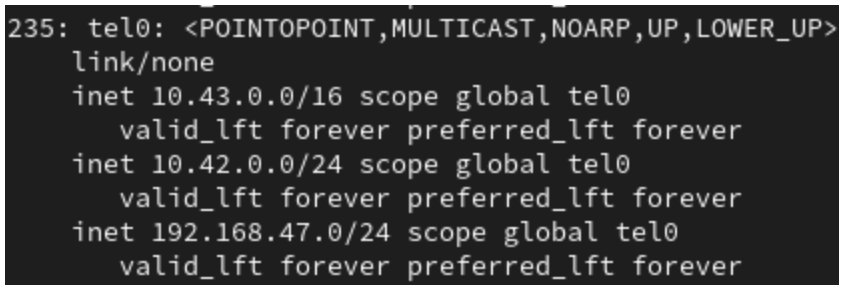 235: tel0: <POINTOPOINT,MULTICAST,NOARP,UP,LOWER_UP>
link/none
inet 10.43.0.0/16 scope global tel0
valid_lft forever preferred_lft forever
inet 10.42.0.0/24 scope global tel0
valid_lft forever preferred_lft forever
inet 192.168.47.0/24 scope global tel0
valid_lft forever preferred_lft forever